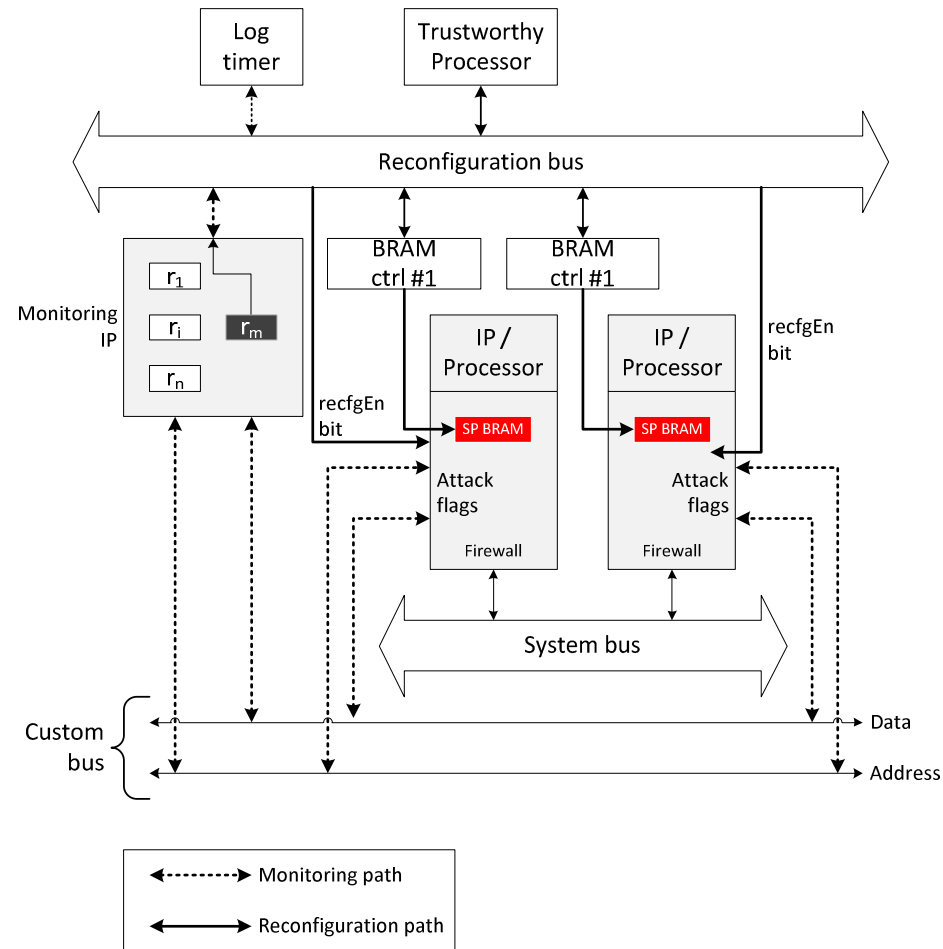 Log
timer
Trustworthy
Processor
Reconfiguration bus
BRAM
ctrl #1
BRAM
ctrl #1
Monitoring
IP
r1
ri
rn
rm
recfgEn
bit
IP /
Processor
SP BRAM
Attack
flags
Firewall
IP /
Processor
SP BRAM
Attack
flags
Firewall
recfgEn
bit
System bus
Custom
bus
Data
Address
Monitoring path
Reconfiguration path